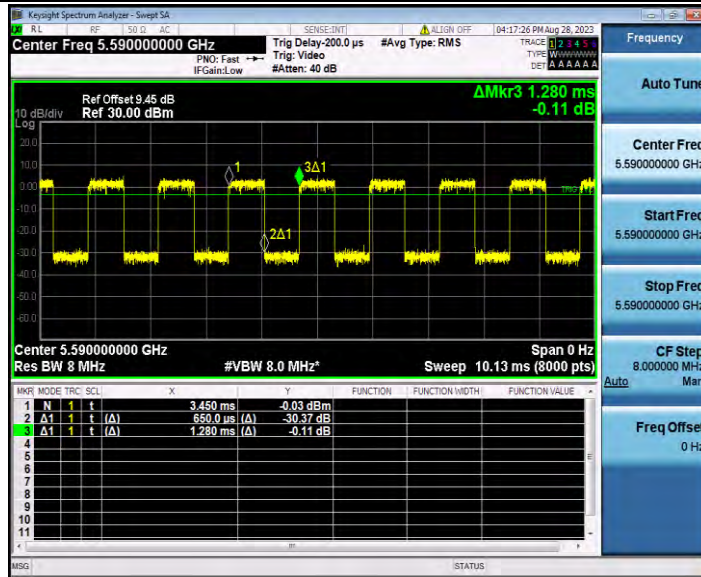 Keysight Spectrum Analyzer - Swept SA
RL RF 50 Ω AC SENSE:INT ALIGN OFF 04:17:26 PM Aug 28, 2023
Center Freq 5.590000000 GHz
PNO: Fast
IFGain:Low
Trig Delay-200.0 µs
Trig: Video
#Atten: 40 dB
#Avg Type: RMS
TRACE 1 2 3 4 5 6
TYPE W
DET A A A A A A
Ref Offset 9.45 dB
Ref 30.00 dBm
10 dB/div
Log
ΔMkr3 1.280 ms
-0.11 dB
20.0
10.0
0.00
-10.0
-20.0
-30.0
-40.0
-50.0
-60.0
1
3Δ1
2Δ1
TRIG
Center 5.590000000 GHz Span 0 Hz
Res BW 8 MHz #VBW 8.0 MHz* Sweep 10.13 ms (8000 pts)
MKR MODE TRC SCL X Y FUNCTION FUNCTION WIDTH FUNCTION VALUE
1 N 1 t 3.450 ms -0.03 dBm
2 Δ1 1 t (Δ) 650.0 µs (Δ) -30.37 dB
3 Δ1 1 t (Δ) 1.280 ms (Δ) -0.11 dB
4
5
6
7
8
9
10
11
MSG STATUS
Frequency
Auto Tune
Center Freq
5.590000000 GHz
Start Freq
5.590000000 GHz
Stop Freq
5.590000000 GHz
CF Step
8.000000 MHz
Auto Man
Freq Offset
0 Hz